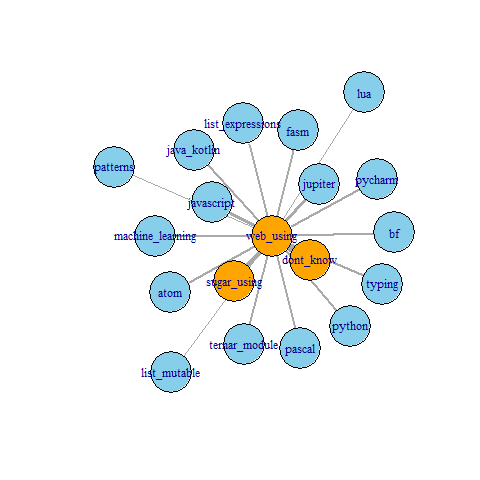 lua
list_expressions
fasm
java_kotlin
patterns
jupiter
pycharm
javascript
machine_learning
web_using
bf
dont_know
sugar_using
typing
atom
python
ternar_module
pascal
list_mutable